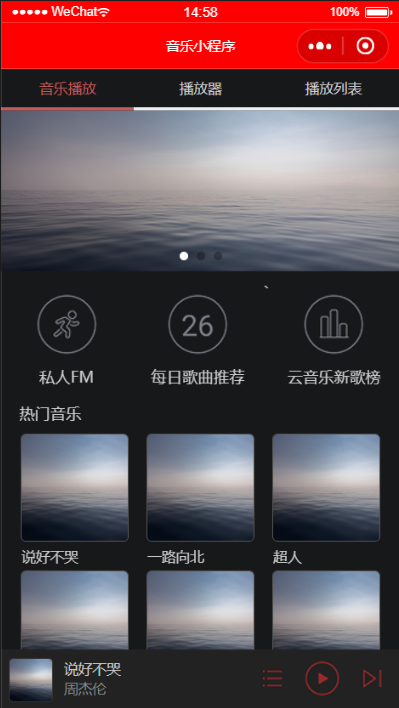 WeChat 14:58 100%
音乐小程序
音乐播放 播放器 播放列表
26
私人FM 每日歌曲推荐 云音乐新歌榜
热门音乐
说好不哭 一路向北 超人
说好不哭
周杰伦